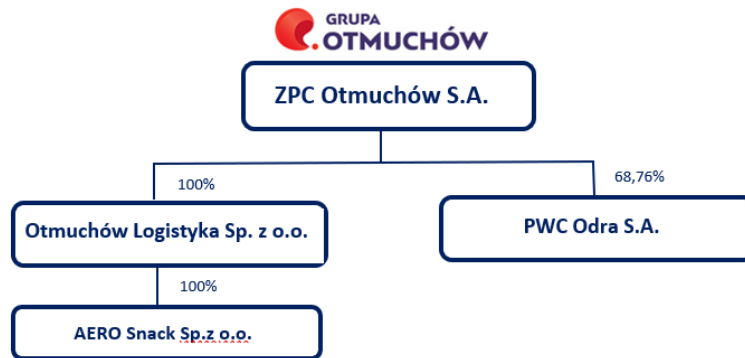 GRUPA
OTMUCHÓW
ZPC Otmuchów S.A.
100%
68,76%
Otmuchów Logistyka Sp. z o.o.
PWC Odra S.A.
100%
AERO Snack Sp.z o.o.